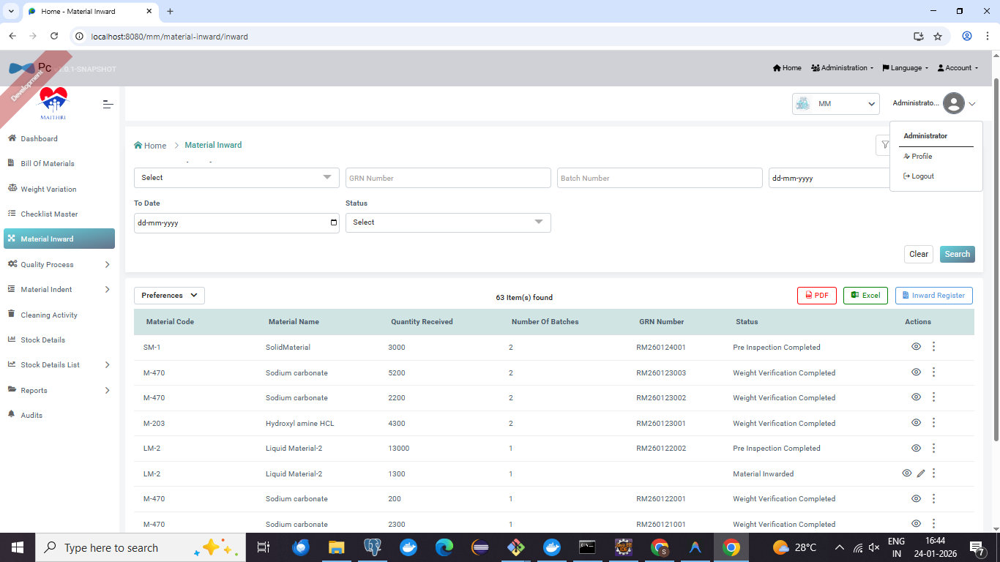 Home - Material Inward
localhost:8080/mm/material-inward/inward
Pc v1.0.1-SNAPSHOT
Development
Home
Administration
Language
Account
MAITHRI
MM
Administrato...
Administrator
Profile
Logout
Dashboard
Bill Of Materials
Weight Variation
Checklist Master
Material Inward
Quality Process
Material Indent
Cleaning Activity
Stock Details
Stock Details List
Reports
Audits
Home > Material Inward
Select
GRN Number
Batch Number
dd-mm-yyyy
To Date
Status
dd-mm-yyyy
Select
Clear
Search
Preferences
63 Item(s) found
PDF
Excel
Inward Register
Material Code Material Name Quantity Received Number Of Batches GRN Number Status Actions
SM-1 SolidMaterial 3000 2 RM260124001 Pre Inspection Completed
M-470 Sodium carbonate 5200 2 RM260123003 Weight Verification Completed
M-470 Sodium carbonate 2200 2 RM260123002 Weight Verification Completed
M-203 Hydroxyl amine HCL 4300 2 RM260123001 Weight Verification Completed
LM-2 Liquid Material-2 13000 1 RM260122002 Pre Inspection Completed
LM-2 Liquid Material-2 1300 1 Material Inwarded
M-470 Sodium carbonate 200 1 RM260122001 Weight Verification Completed
M-470 Sodium carbonate 2300 1 RM260121001 Weight Verification Completed
Type here to search
28°C
ENG
IN
16:44
24-01-2026
7